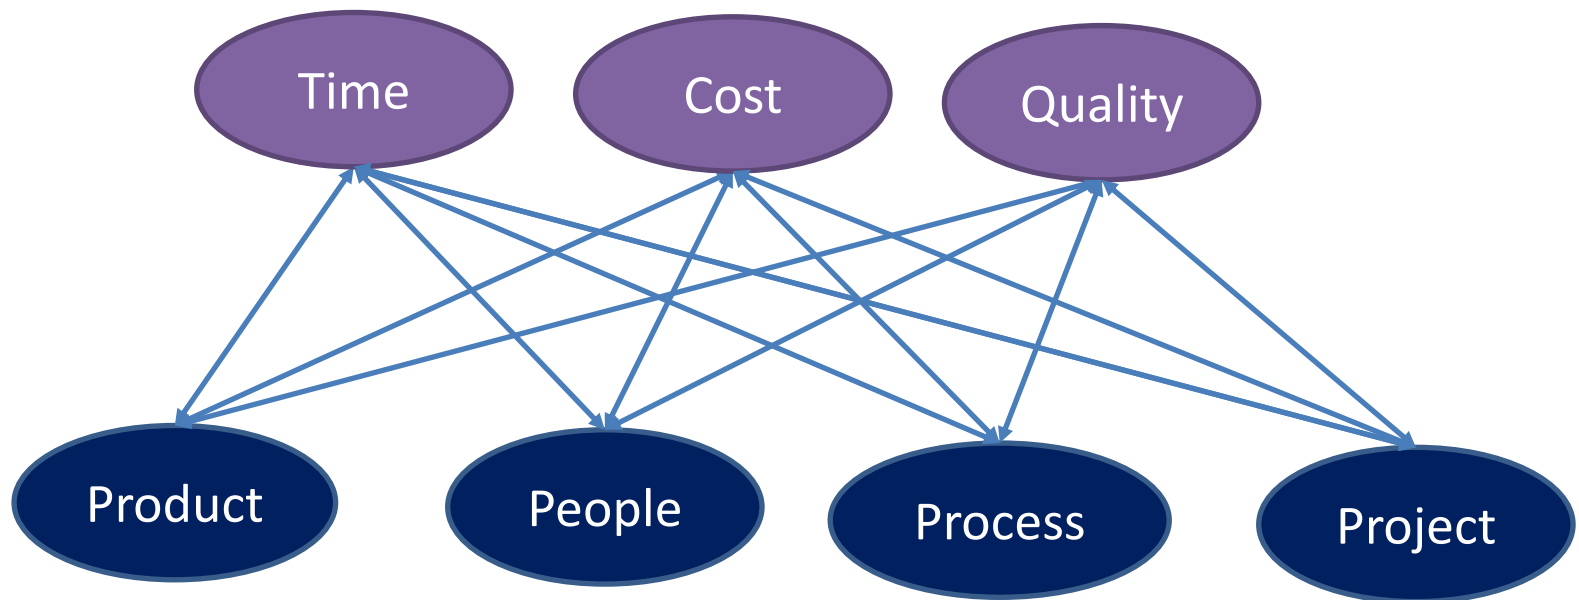 Time
Cost
Quality
Product
People
Process
Project